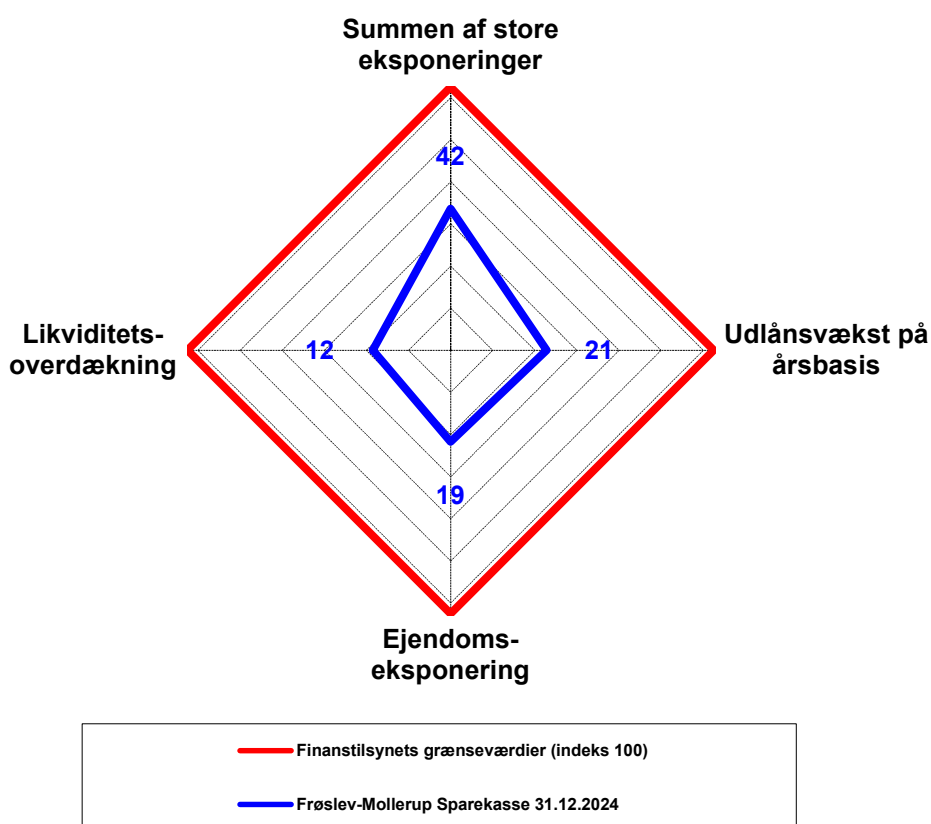 Summen af store
eksponeringer
42
Likviditets-
overdækning
12
21
Udlånsvækst på
årsbasis
19
Ejendoms-
eksponering
Finanstilsynets grænseværdier (indeks 100)
Frøslev-Mollerup Sparekasse 31.12.2024